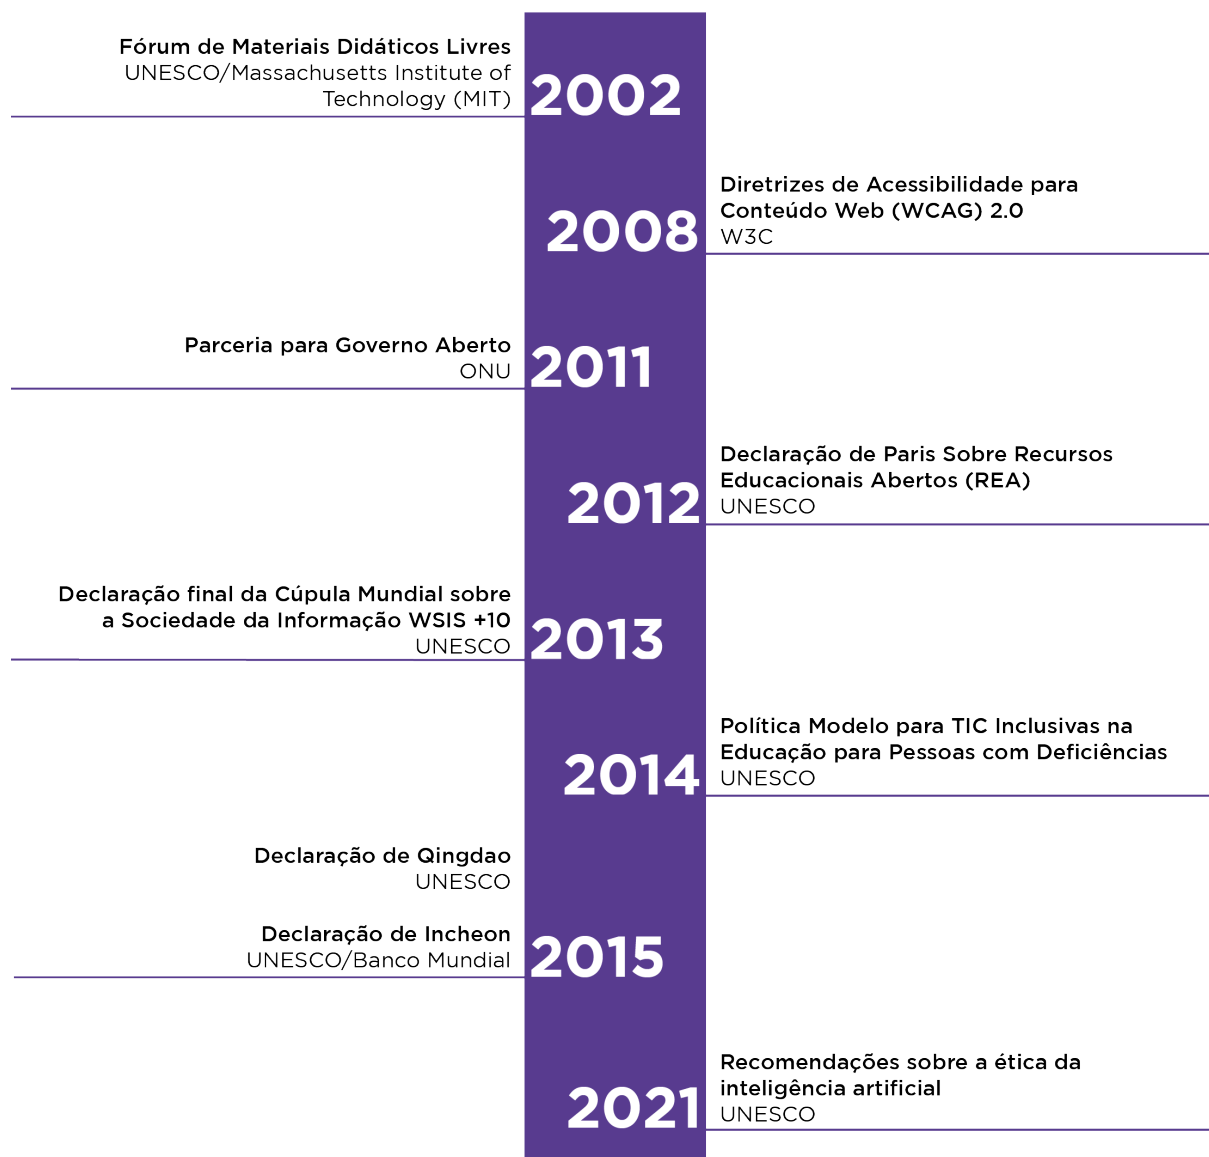 Fórum de Materiais Didáticos Livres
UNESCO/Massachusetts Institute of
Technology (MIT)
2002
Diretrizes de Acessibilidade para
Conteúdo Web (WCAG) 2.0
W3C
2008
Parceria para Governo Aberto
ONU
2011
Declaração de Paris Sobre Recursos
Educacionais Abertos (REA)
UNESCO
2012
Declaração final da Cúpula Mundial sobre
a Sociedade da Informação WSIS +10
UNESCO
2013
Política Modelo para TIC Inclusivas na
Educação para Pessoas com Deficiências
UNESCO
2014
Declaração de Qingdao
UNESCO
Declaração de Incheon
UNESCO/Banco Mundial
2015
Recomendações sobre a ética da
inteligência artificial
UNESCO
2021